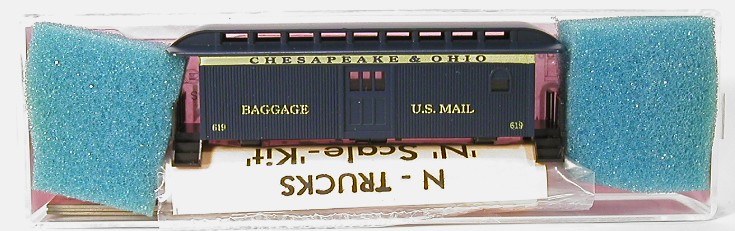 CHESAPEAKE & OHIO
BAGGAGE U.S. MAIL
619 619
'N' Scale-'Kit'
N - TRUCKS